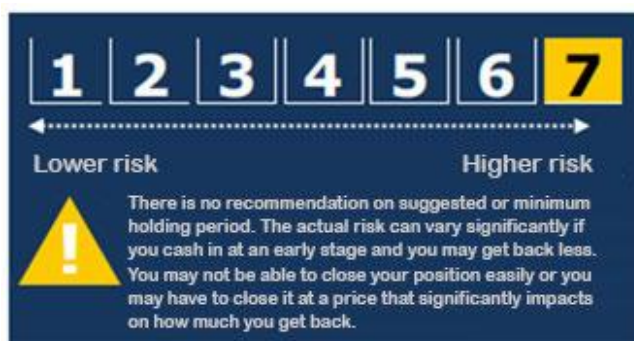 1 2 3 4 5 6 7
Lower risk Higher risk
!
There is no recommendation on suggested or minimum
holding period. The actual risk can vary significantly if
you cash in at an early stage and you may get back less.
You may not be able to close your position easily or you
may have to close it at a price that significantly impacts
on how much you get back.